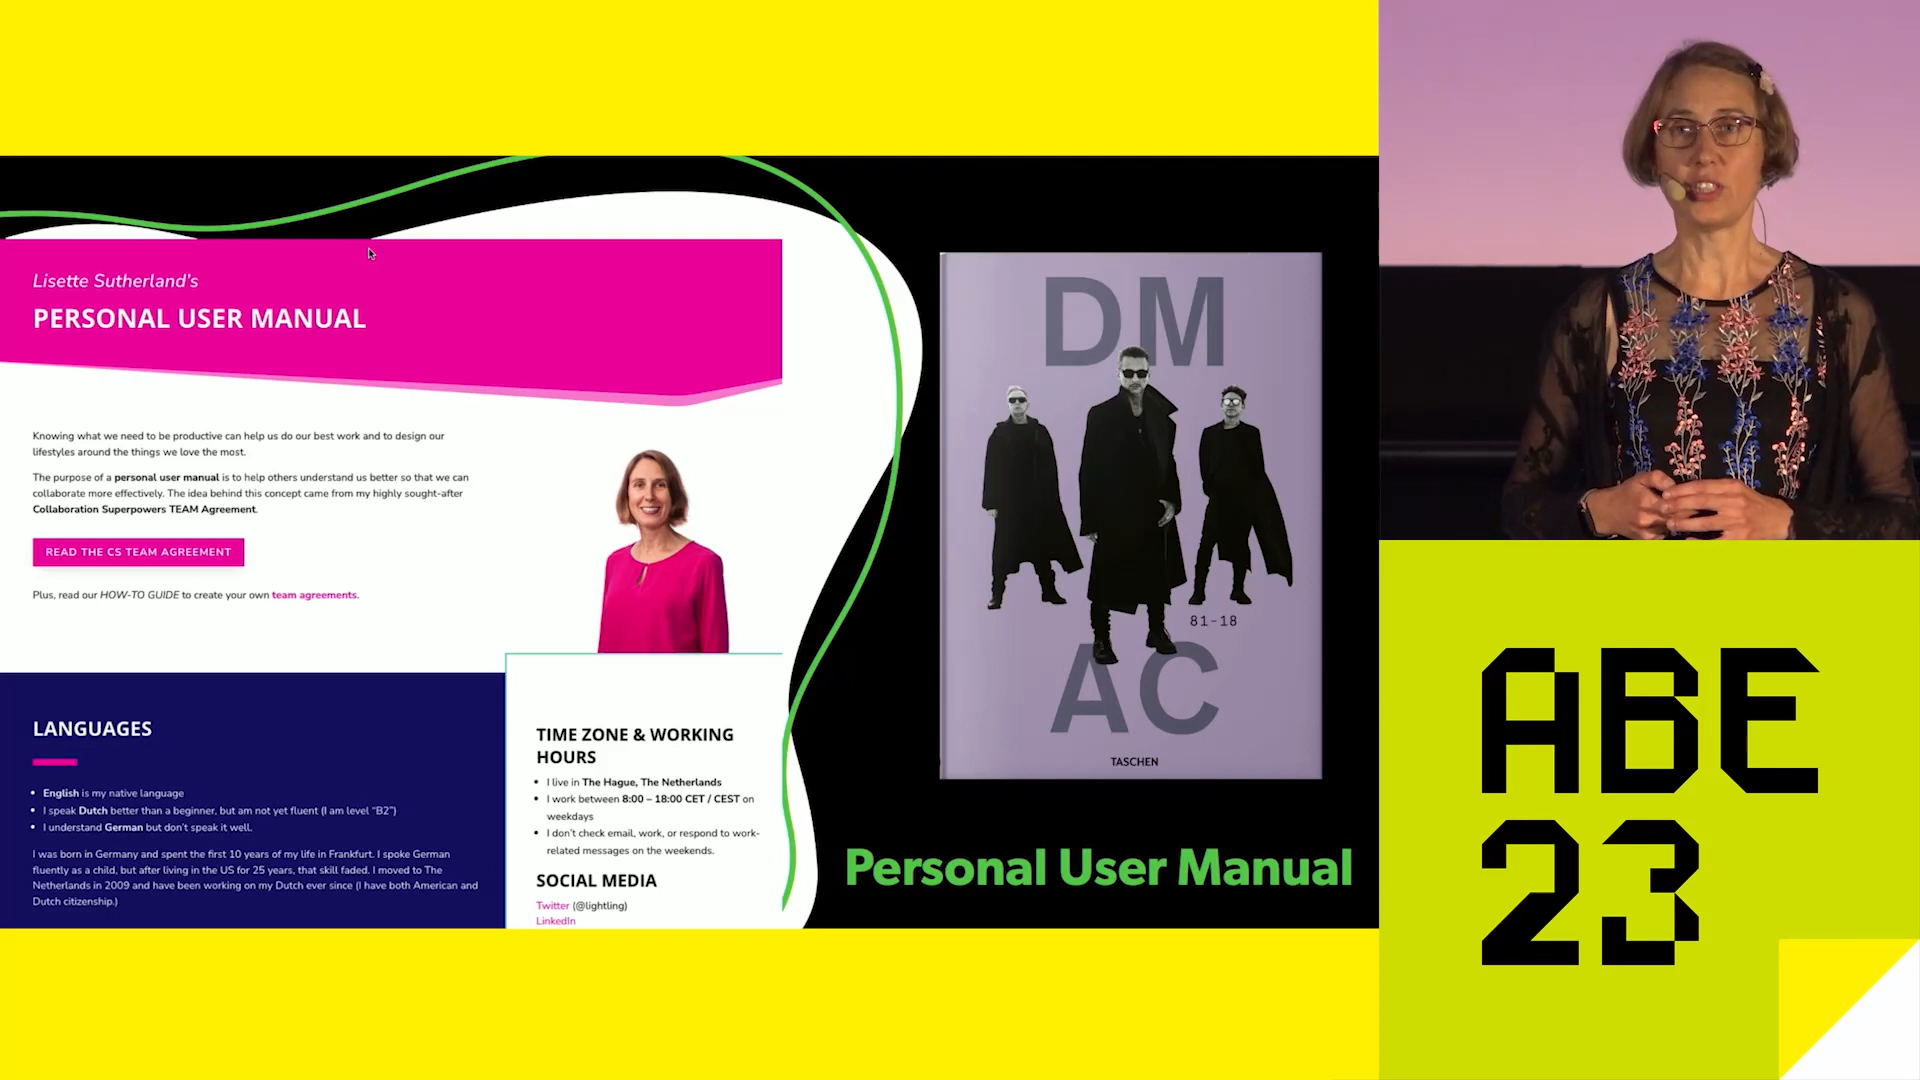 Lisette Sutherland's
PERSONAL USER MANUAL
Knowing what we need to be productive can help us do our best work and to design our
lifestyles around the things we love the most.
The purpose of a personal user manual is to help others understand us better so that we can
collaborate more effectively. The idea behind this concept came from my highly sought-after
Collaboration Superpowers TEAM Agreement.
READ THE CS TEAM AGREEMENT
Plus, read our HOW-TO GUIDE to create your own team agreements.
LANGUAGES
• English is my native language
• I speak Dutch better than a beginner, but am not yet fluent (I am level “B2”)
• I understand German but don’t speak it well.
I was born in Germany and spent the first 10 years of my life in Frankfurt. I spoke German
fluently as a child, but after living in the US for 25 years, that skill faded. I moved to The
Netherlands in 2009 and have been working on my Dutch ever since (I have both American and
Dutch citizenship.)
TIME ZONE & WORKING
HOURS
• I live in The Hague, The Netherlands
• I work between 8:00 – 18:00 CET / CEST on
weekdays
• I don’t check email, work, or respond to work-
related messages on the weekends.
SOCIAL MEDIA
Twitter (@lightling)
LinkedIn
DM
81-18
AC
TASCHEN
Personal User Manual
ABE
23